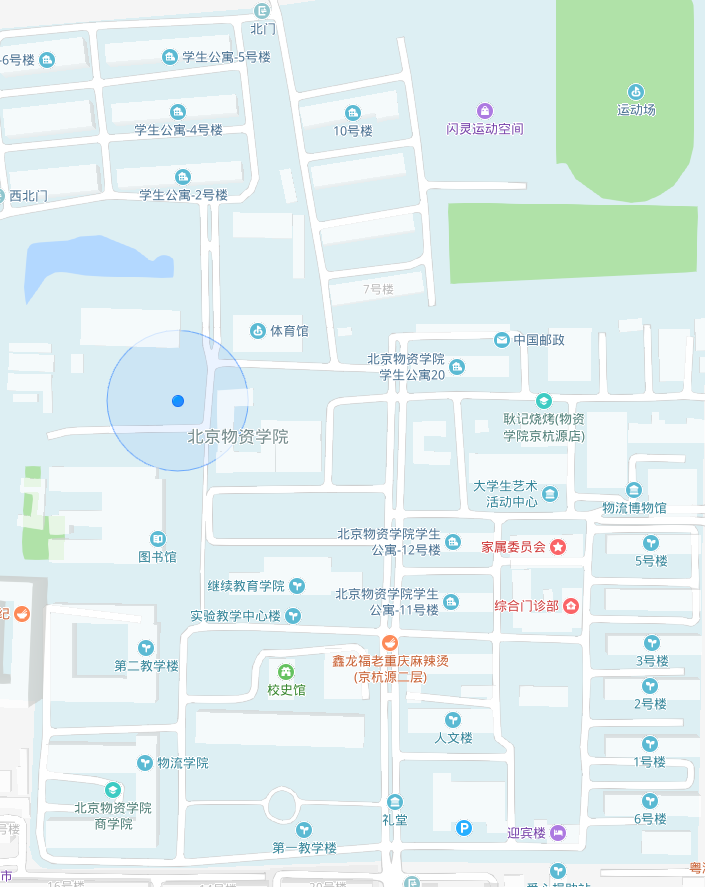 北门
-6号楼
学生公寓-5号楼
运动场
10号楼
闪灵运动空间
学生公寓-4号楼
西北门
学生公寓-2号楼
7号楼
体育馆
中国邮政
北京物资学院
学生公寓20
耿记烧烤(物资
学院京杭源店)
北京物资学院
大学生艺术
活动中心
物流博物馆
图书馆
北京物资学院学生
公寓-12号楼
家属委员会
5号楼
继续教育学院
北京物资学院学生
公寓-11号楼
综合门诊部
纪
实验教学中心楼
第二教学楼
鑫龙福老重庆麻辣烫
(京杭源二层)
3号楼
校史馆
2号楼
人文楼
1号楼
物流学院
北京物资学院
商学院
礼堂
P
6号楼
号楼
第一教学楼
迎宾楼
市
粤